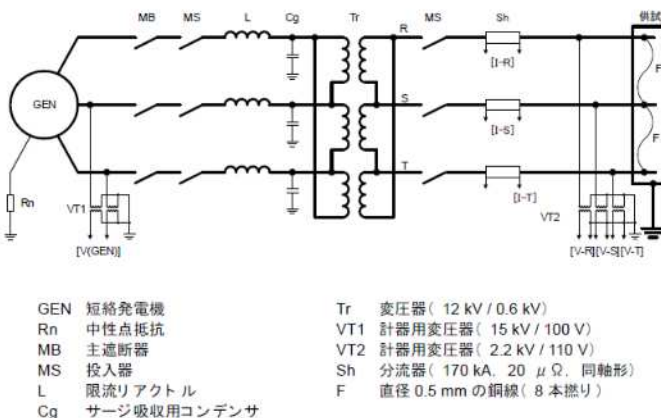 MB MS L Cg Tr R MS Sh 供試
[I-R]
F
GEN
S
[I-S]
F
T
[I-T]
Rn
VT1
VT2
[V(GEN)]
[V-R][V-S][V-T]
GEN 短絡発電機
Rn 中性点抵抗
MB 主遮断器
MS 投入器
L 限流リアクトル
Cg サージ吸収用コンデンサ
Tr 変圧器( 12 kV / 0.6 kV)
VT1 計器用変圧器( 15 kV / 100 V)
VT2 計器用変圧器( 2.2 kV / 110 V)
Sh 分流器( 170 kA, 20 μΩ, 同軸形)
F 直径 0.5 mm の銅線( 8 本撚り)